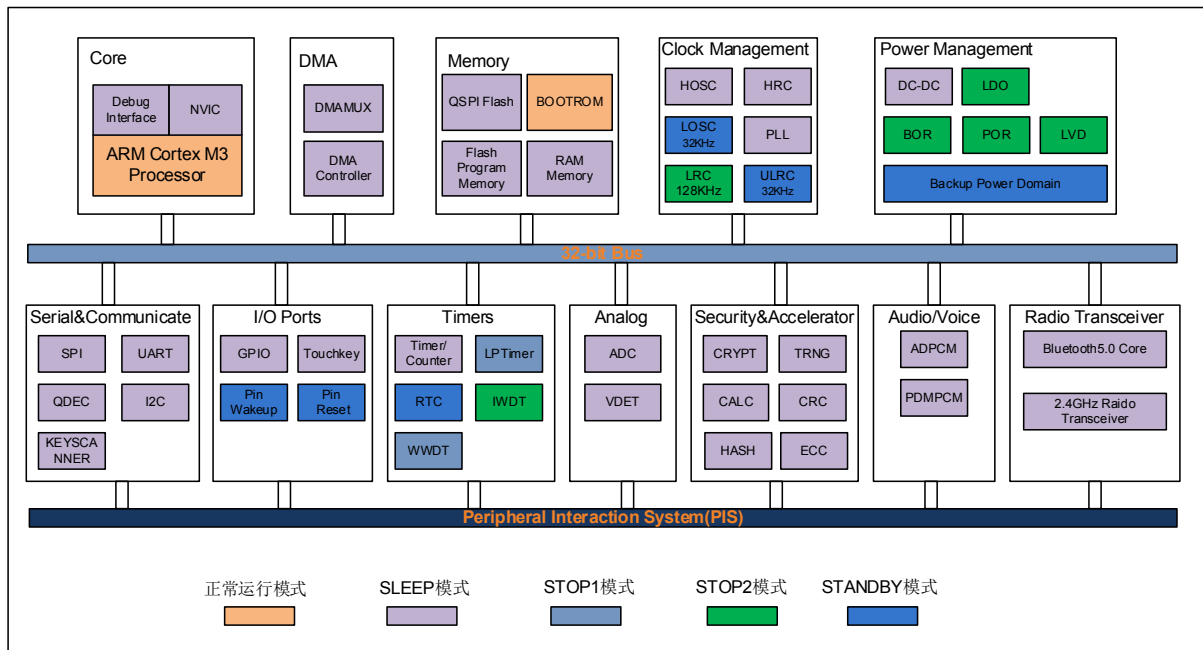 Core
Debug
Interface
NVIC
ARM Cortex M3
Processor
DMA
DMAMUX
DMA
Controller
Memory
QSPI Flash
BOOTROM
Flash
Program
Memory
RAM
Memory
Clock Management
HOSC
HRC
LOSC
32KHz
PLL
LRC
128KHz
ULRC
32KHz
Power Management
DC-DC
LDO
BOR
POR
LVD
Backup Power Domain
32-bit Bus
Serial&Communicate
SPI
UART
QDEC
I2C
KEYSCA
NNER
I/O Ports
GPIO
Touchkey
Pin
Wakeup
Pin
Reset
Timers
Timer/
Counter
LPTimer
RTC
IWDT
WWDT
Analog
ADC
VDET
Security&Accelerator
CRYPT
TRNG
CALC
CRC
HASH
ECC
Audio/Voice
ADPCM
PDMPCM
Radio Transceiver
Bluetooth5.0 Core
2.4GHz Raido
Transceiver
Peripheral Interaction System(PIS)
正常运行模式
SLEEP模式
STOP1模式
STOP2模式
STANDBY模式